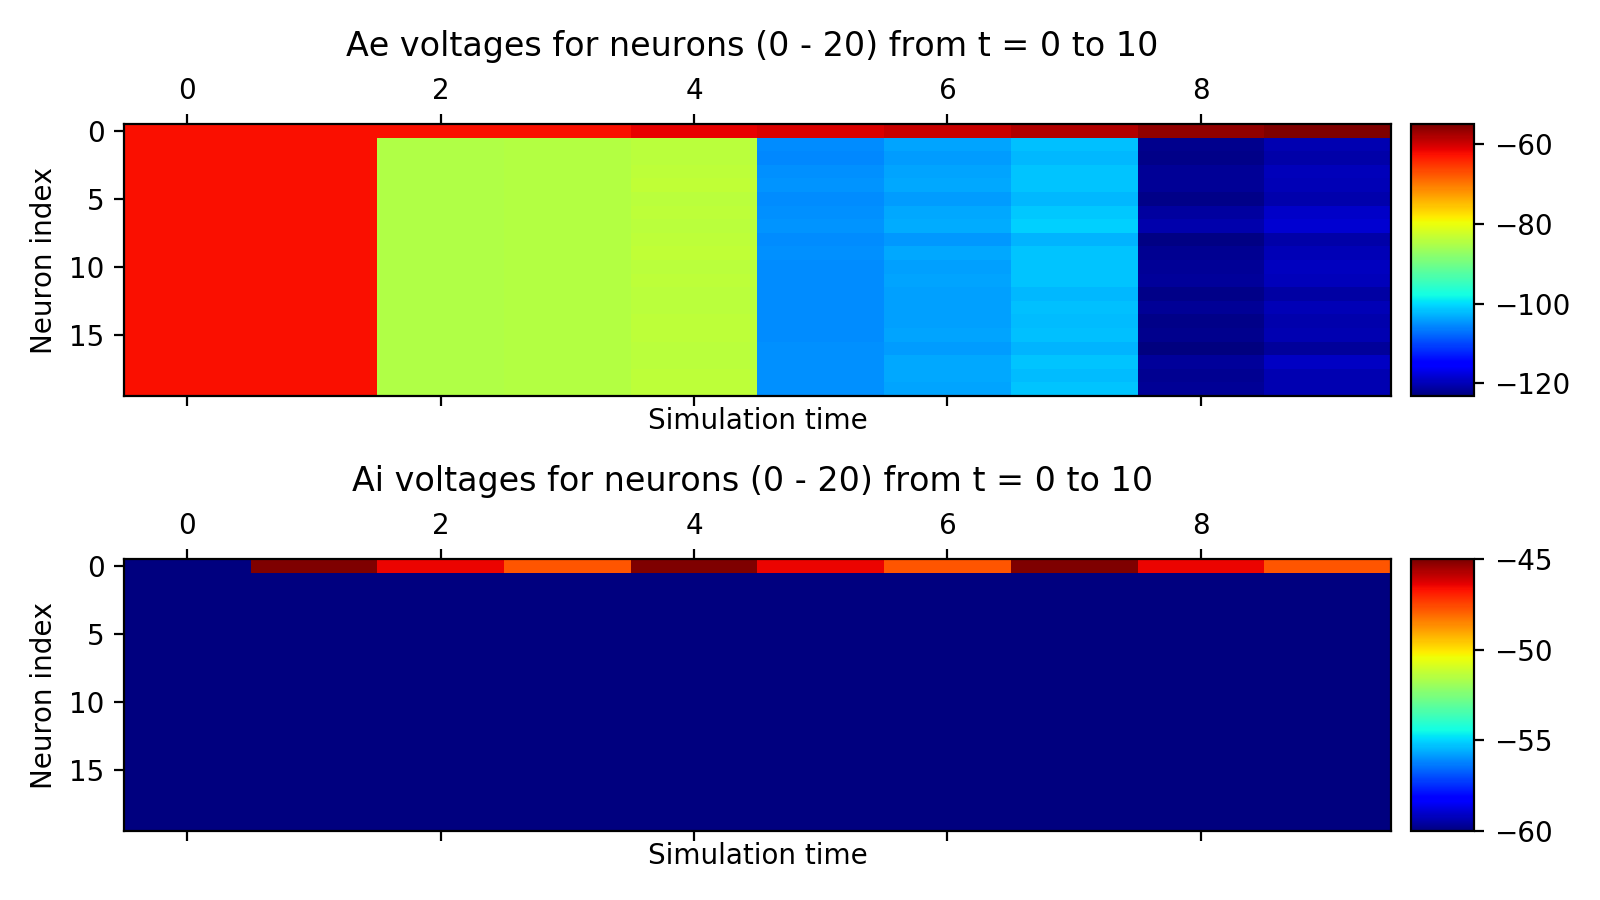 Ae voltages for neurons (0 - 20) from t = 0 to 10
0 2 4 6 8
0
5
10
15
Neuron index
Simulation time
−60
−80
−100
−120
Ai voltages for neurons (0 - 20) from t = 0 to 10
0 2 4 6 8
0
5
10
15
Neuron index
Simulation time
−45
−50
−55
−60